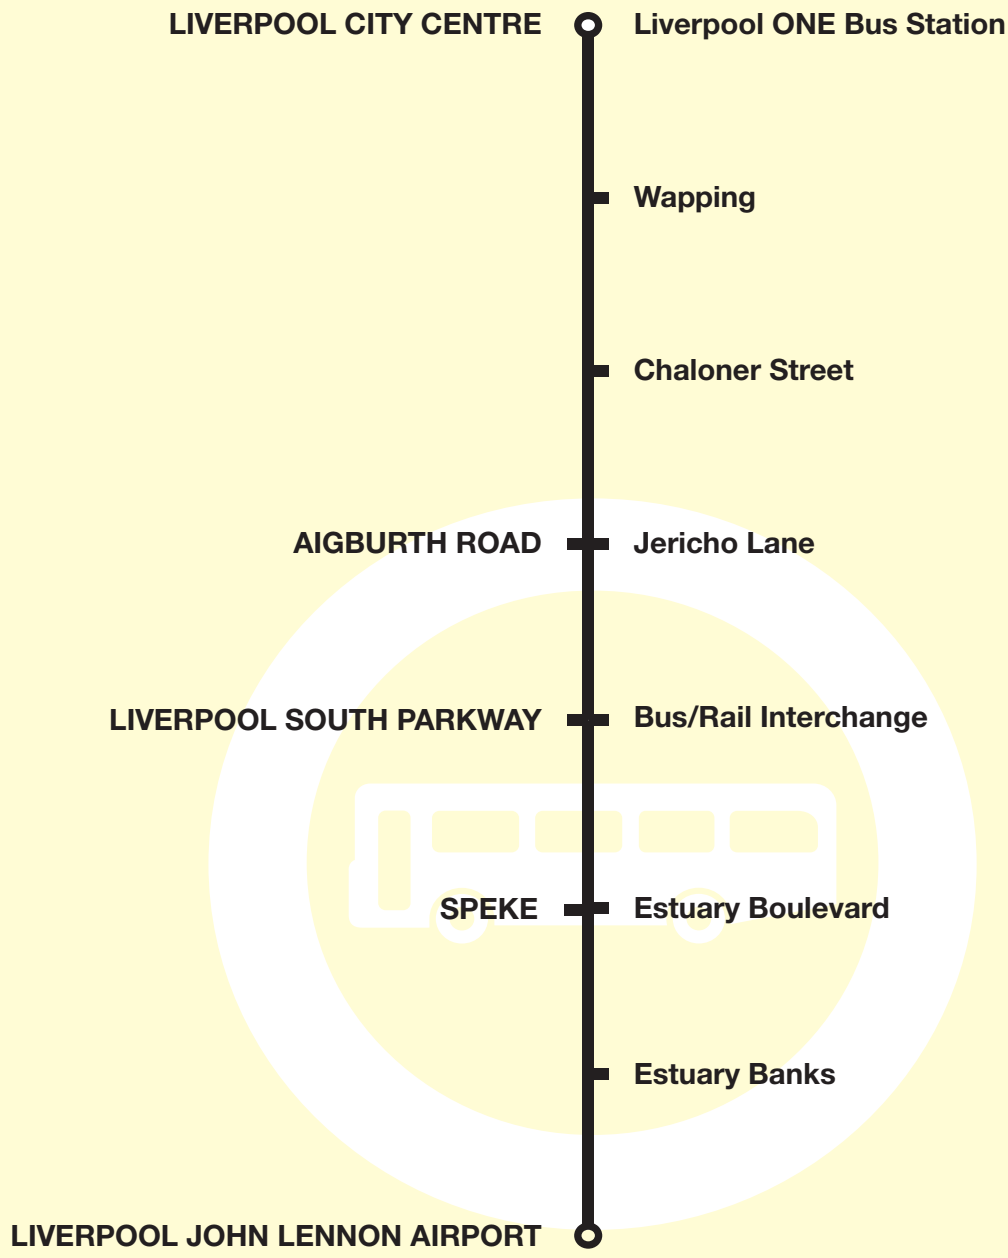 LIVERPOOL CITY CENTRE Liverpool ONE Bus Station
Wapping
Chaloner Street
AIGBURTH ROAD Jericho Lane
LIVERPOOL SOUTH PARKWAY Bus/Rail Interchange
SPEKE Estuary Boulevard
Estuary Banks
LIVERPOOL JOHN LENNON AIRPORT